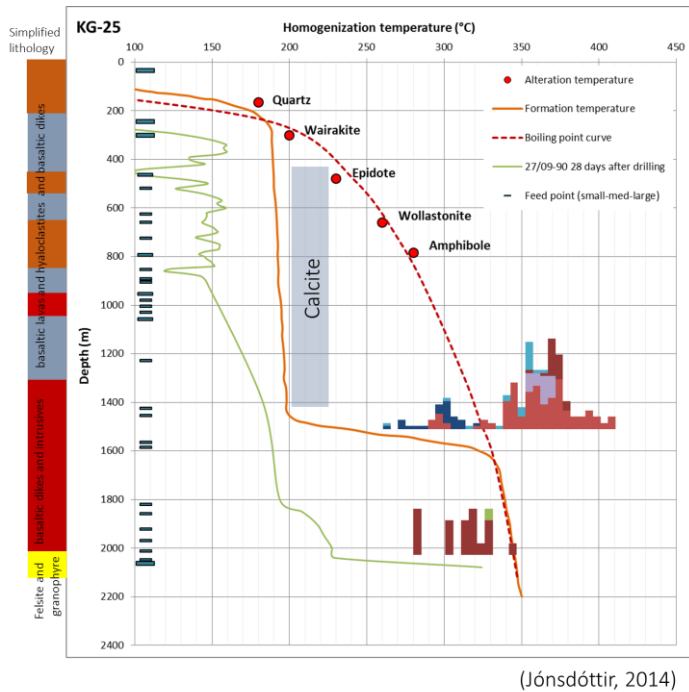 Simplified
lithology
KG-25
Homogenization temperature (°C)
100 150 200 250 300 350 400 450
0
200
400
600
800
1000
1200
1400
1600
1800
2000
2200
2400
Depth (m)
Alteration temperature
Formation temperature
Boiling point curve
27/09-90 28 days after drilling
Feed point (small-med-large)
Quartz
Wairakite
Epidote
Wollastonite
Amphibole
Calcite
basaltic lavas and hyaloclastites and basaltic dikes
basaltic dikes and intrusives
Felsite and
granophyre
(Jónsdóttir, 2014)